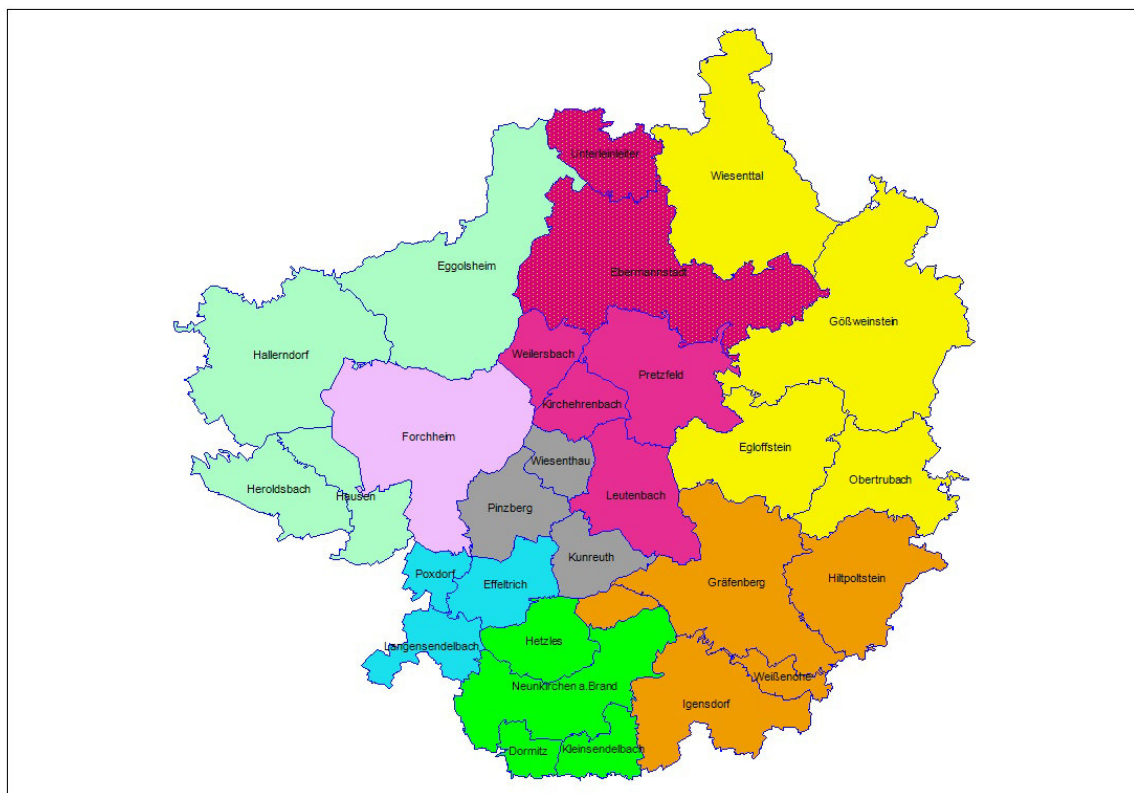 Unterleinleiter
Wiesenttal
Eggolsheim
Ebermannstadt
Gößweinstein
Hallerndorf
Weilersbach
Pretzfeld
Kirchehrenbach
Forchheim
Egloffstein
Wiesenthau
Obertrubach
Heroldsbach
Hausen
Leutenbach
Pinzberg
Kunreuth
Poxdorf
Effeltrich
Gräfenberg
Hiltpoltstein
Hetzles
Langensendelbach
Weißenohe
Neunkirchen a.Brand
Igensdorf
Dormitz
Kleinsendelbach